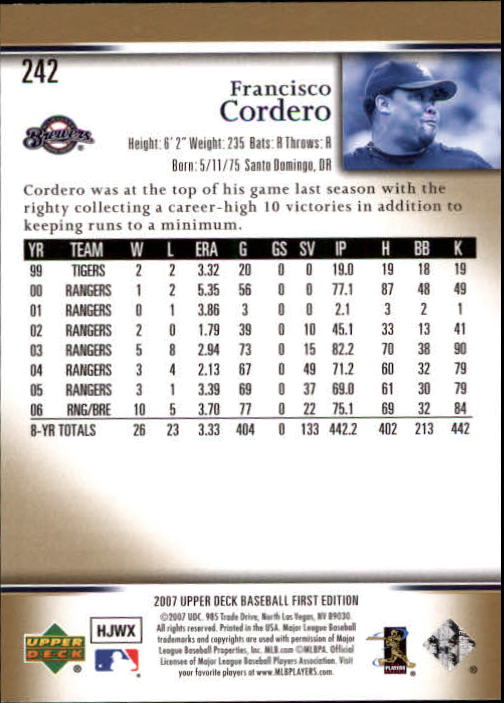 242
Francisco
Cordero
Brewers
Height: 6' 2" Weight: 235 Bats: R Throws: R
Born: 5/11/75 Santo Domingo, DR
Cordero was at the top of his game last season with the
righty collecting a career-high 10 victories in addition to
keeping runs to a minimum.
YR TEAM W L ERA G GS SV IP H BB K
99 TIGERS 2 2 3.32 20 0 0 19.0 19 18 19
00 RANGERS 1 2 5.35 56 0 0 77.1 87 48 49
01 RANGERS 0 1 3.86 3 0 0 2.1 3 2 1
02 RANGERS 2 0 1.79 39 0 10 45.1 33 13 41
03 RANGERS 5 8 2.94 73 0 15 82.2 70 38 90
04 RANGERS 3 4 2.13 67 0 49 71.2 60 32 79
05 RANGERS 3 1 3.39 69 0 37 69.0 61 30 79
06 RNG/BRE 10 5 3.70 77 0 22 75.1 69 32 84
8-YR TOTALS 26 23 3.33 404 0 133 442.2 402 213 442
2007 UPPER DECK BASEBALL FIRST EDITION
©2007 UDC. 985 Trade Drive, North Las Vegas, NV 89030.
All rights reserved. Printed in the USA. Major League Baseball
trademarks and copyrights are used with permission of Major
League Baseball Properties, Inc. MLB.com ©MLBPA. Official
Licensee of Major League Baseball Players Association. Visit
your favorite players at www.MLBPLAYERS.com
UPPER
DECK
HJWX
PLAYERS